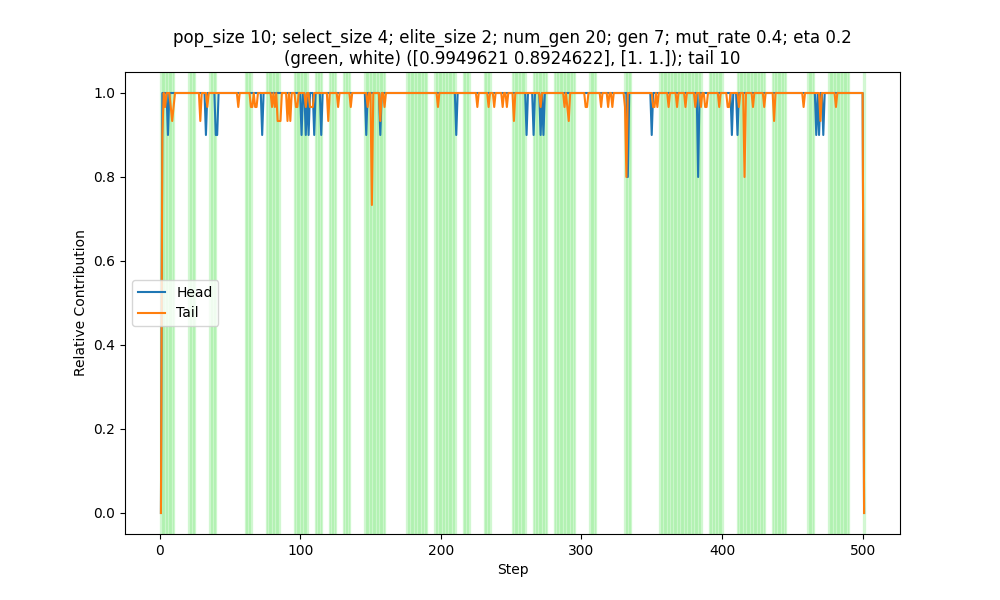 pop_size 10; select_size 4; elite_size 2; num_gen 20; gen 7; mut_rate 0.4; eta 0.2
(green, white) ([0.9949621 0.8924622], [1. 1.]); tail 10
1.0
0.8
0.6
0.4
0.2
0.0
Relative Contribution
Head
Tail
0 100 200 300 400 500
Step